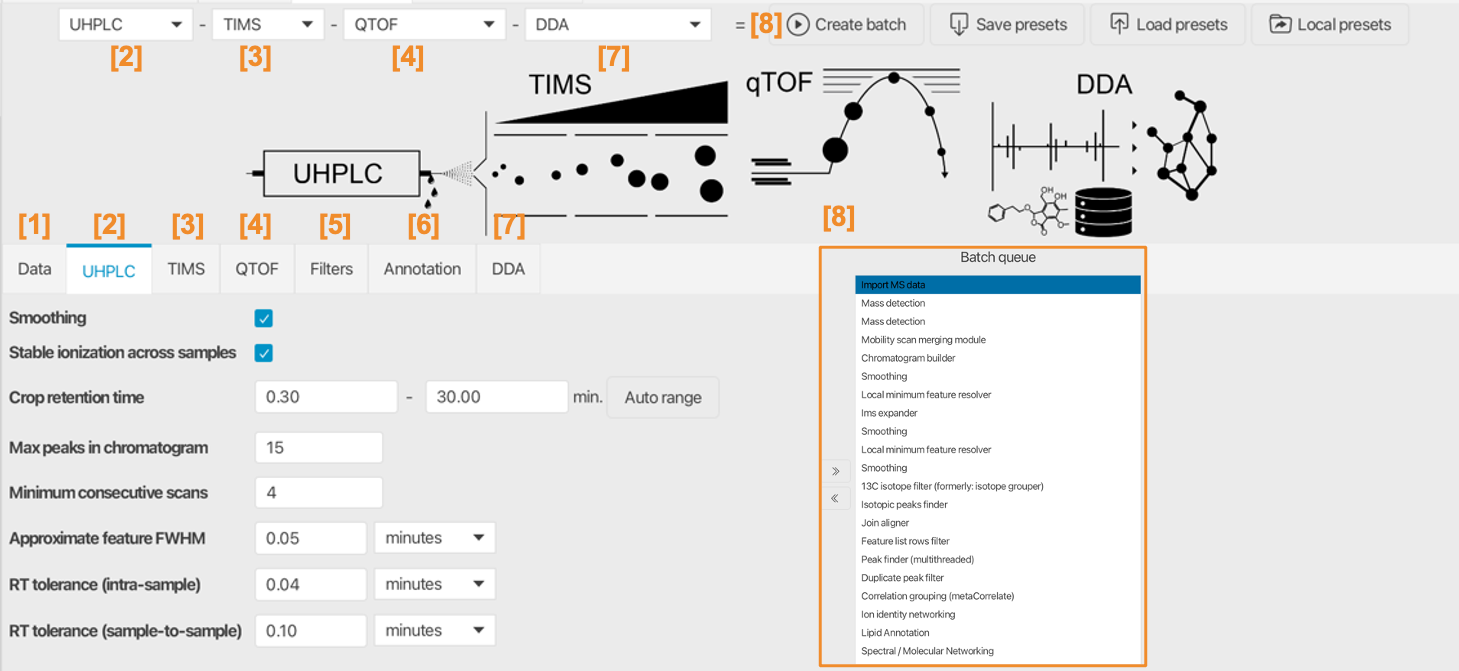 UHPLC - TIMS - QTOF - DDA = [8] Create batch Save presets Load presets Local presets
[2] [3] [4] [7]
TIMS qTOF DDA
UHPLC
OH
OH
O
O
O
[1] [2] [3] [4] [5] [6] [7] [8]
Data UHPLC TIMS QTOF Filters Annotation DDA
Smoothing
Stable ionization across samples
Crop retention time 0.30 - 30.00 min. Auto range
Max peaks in chromatogram 15
Minimum consecutive scans 4
Approximate feature FWHM 0.05 minutes
RT tolerance (intra-sample) 0.04 minutes
RT tolerance (sample-to-sample) 0.10 minutes
Batch queue
Import MS data
Mass detection
Mass detection
Mobility scan merging module
Chromatogram builder
Smoothing
Local minimum feature resolver
Ims expander
Smoothing
Local minimum feature resolver
Smoothing
13C isotope filter (formerly: isotope grouper)
Isotopic peaks finder
Join aligner
Feature list rows filter
Peak finder (multithreaded)
Duplicate peak filter
Correlation grouping (metaCorrelate)
Ion identity networking
Lipid Annotation
Spectral / Molecular Networking